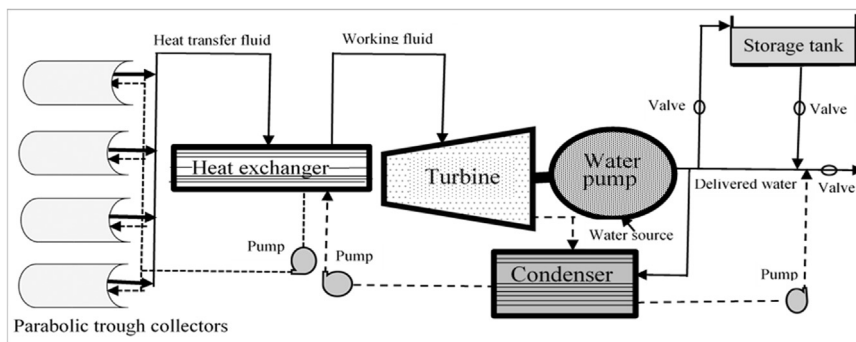 Heat transfer fluid
Working fluid
Storage tank
Valve
Valve
Heat exchanger
Turbine
Water
pump
Delivered water
Valve
Pump
Pump
Water source
Condenser
Pump
Parabolic trough collectors